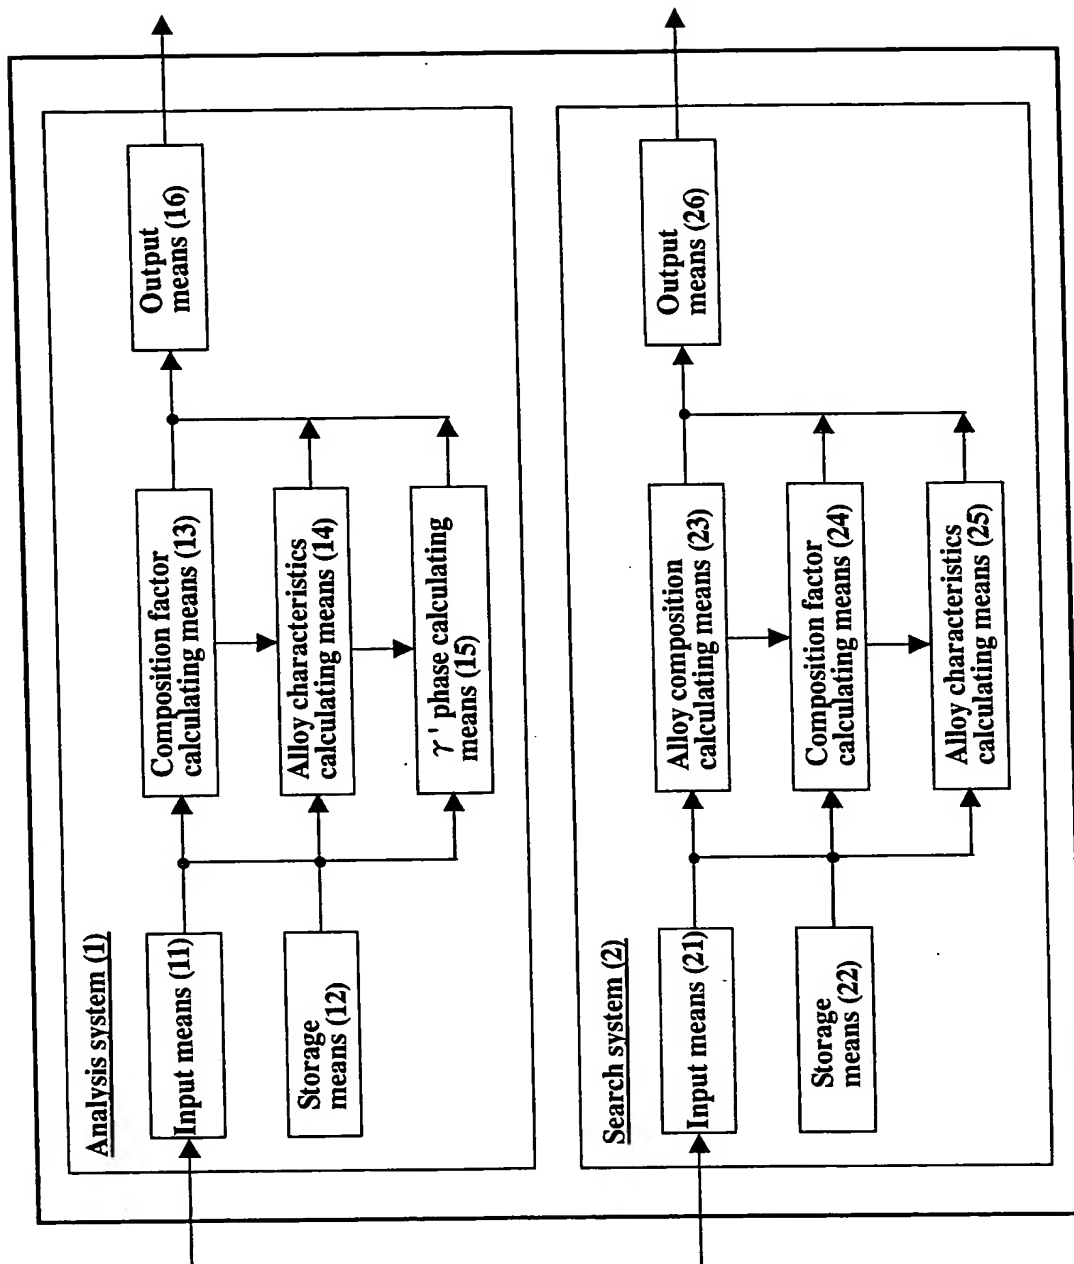 Analysis system (1)
Input means (11)
Storage
means (12)
Composition factor
calculating means (13)
Alloy characteristics
calculating means (14)
γ' phase calculating
means (15)
Output
means (16)
Search system (2)
Input means (21)
Storage
means (22)
Alloy composition
calculating means (23)
Composition factor
calculating means (24)
Alloy characteristics
calculating means (25)
Output
means (26)